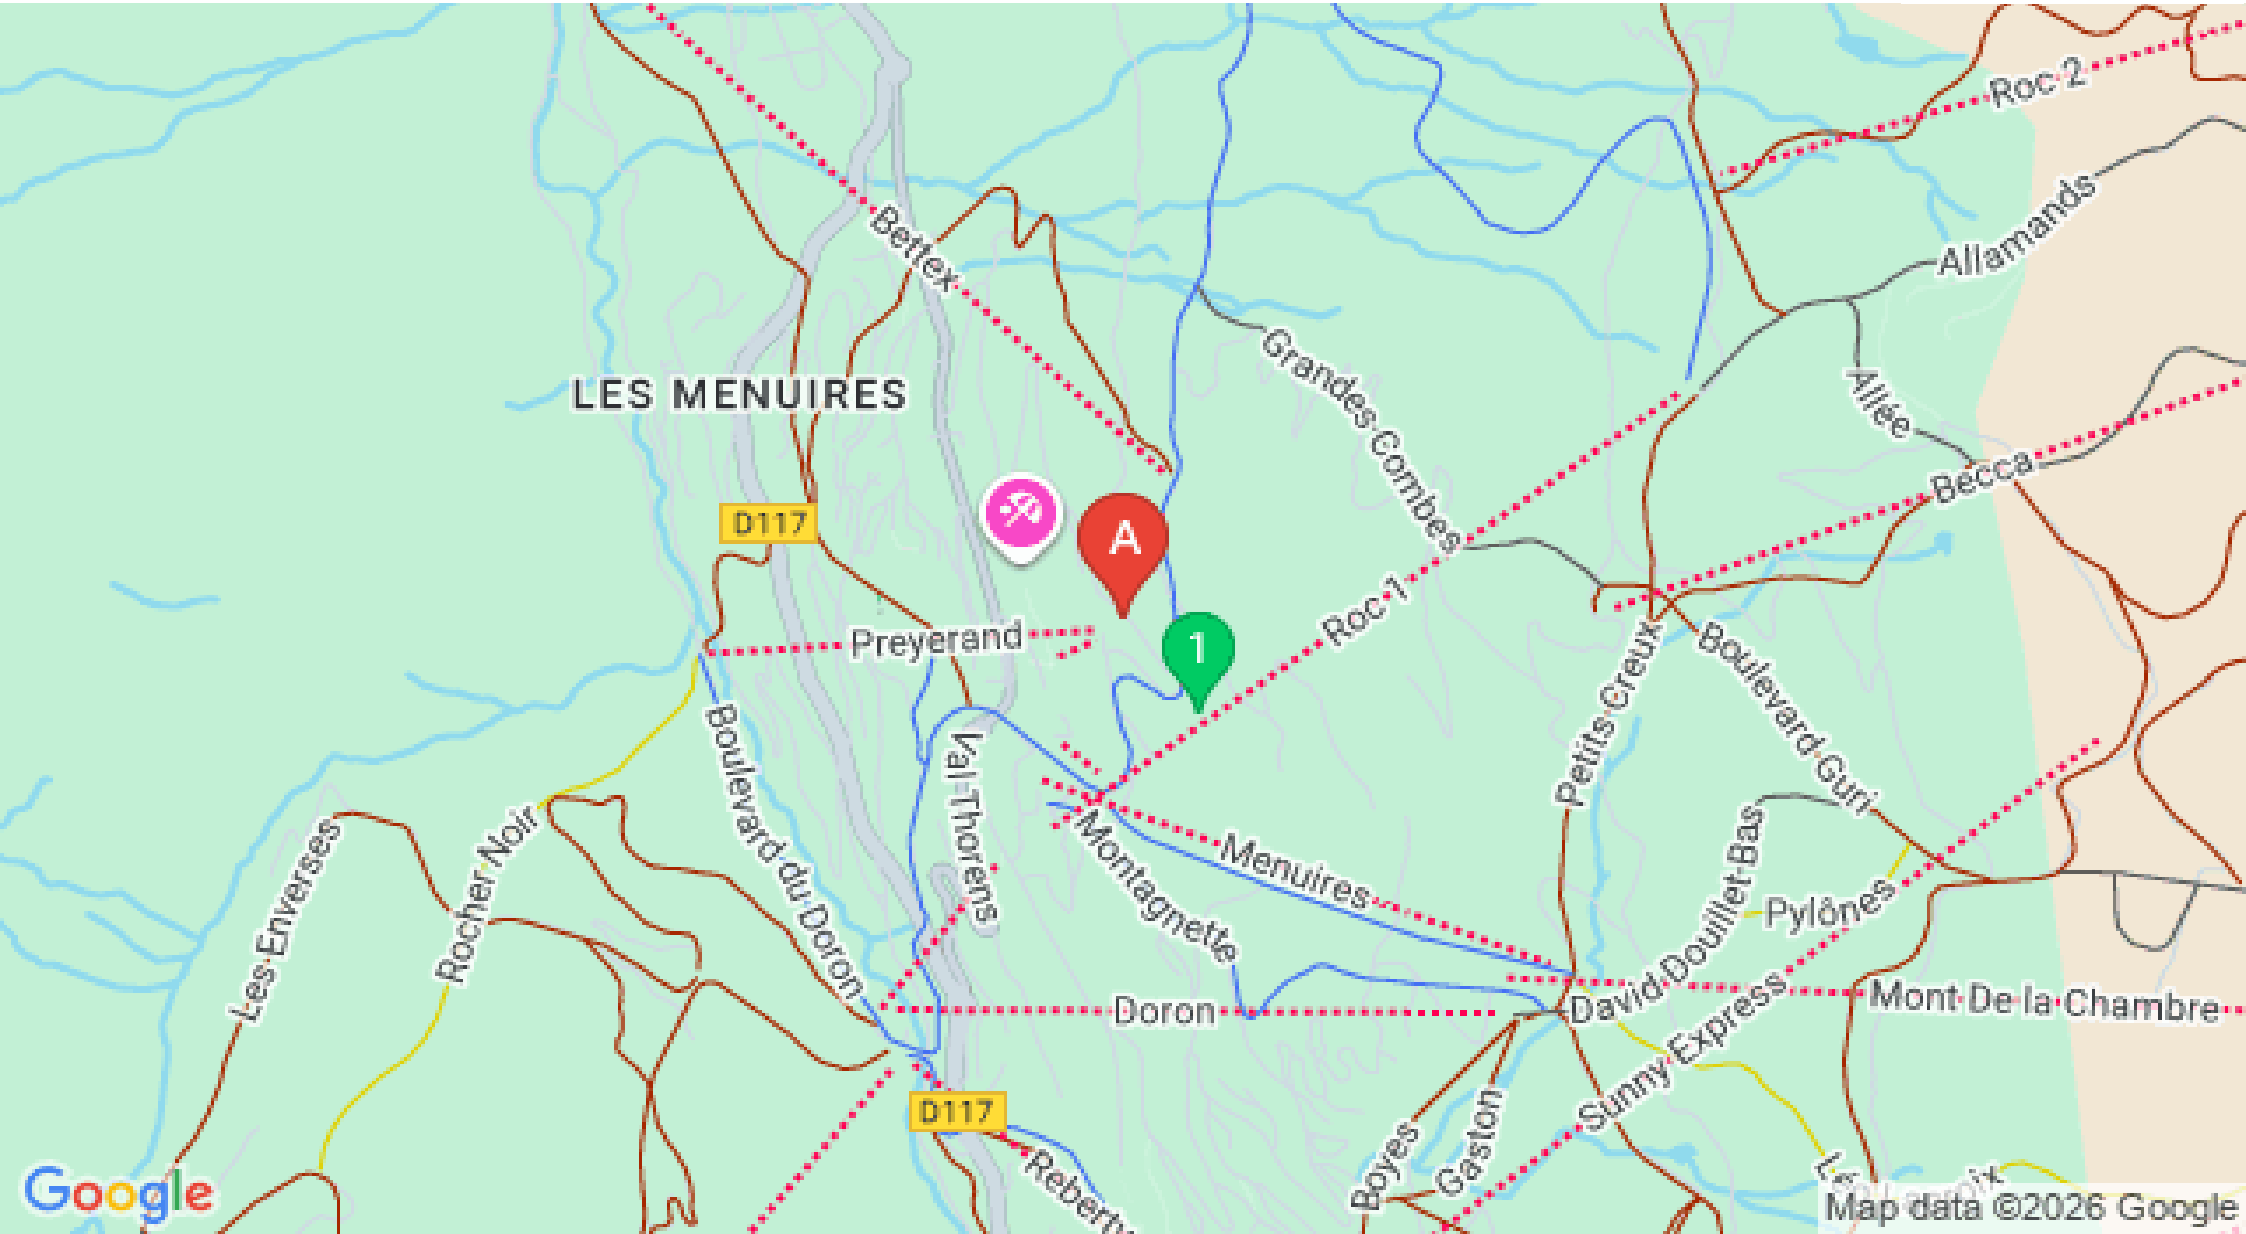 Roc 2
Allamands
Bettex
Grandes Combes
LES MENUIRES
Allée
Becca
D117
A
Roc 1
Preyerand
1
Petits Creux
Boulevard Guri
Boulevard du Doron
Val Thorens
Rocher Noir
Les Enverses
Montagnette
Menuires
David Douillet Bas
Pylônes
Doron
Mont De la Chambre
Sunny Express
D117
Boyes
Gaston
Reberty
Google
Map data ©2026 Google